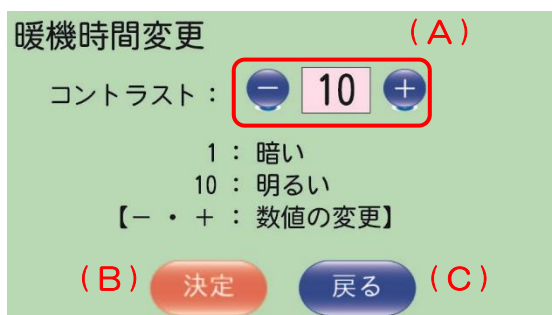 暖機時間変更 (A)
コントラスト： － 10 ＋
1 ： 暗い
10 ： 明るい
【－ ・ ＋ ： 数値の変更】
(B) 決定 戻る (C)